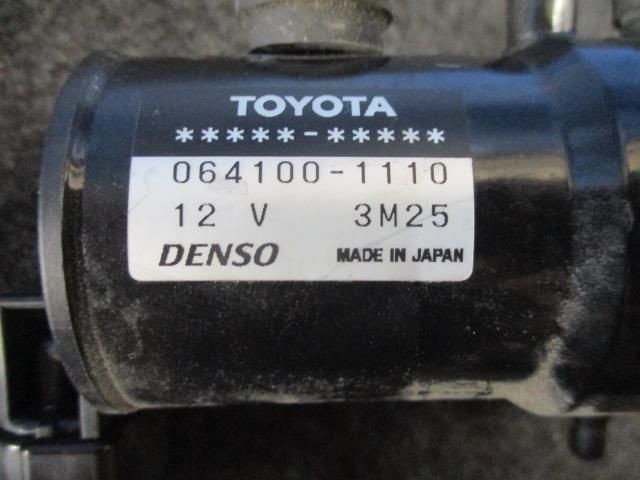 TOYOTA
*****-*****
064100-1110
12 V 3M25
DENSO MADE IN JAPAN